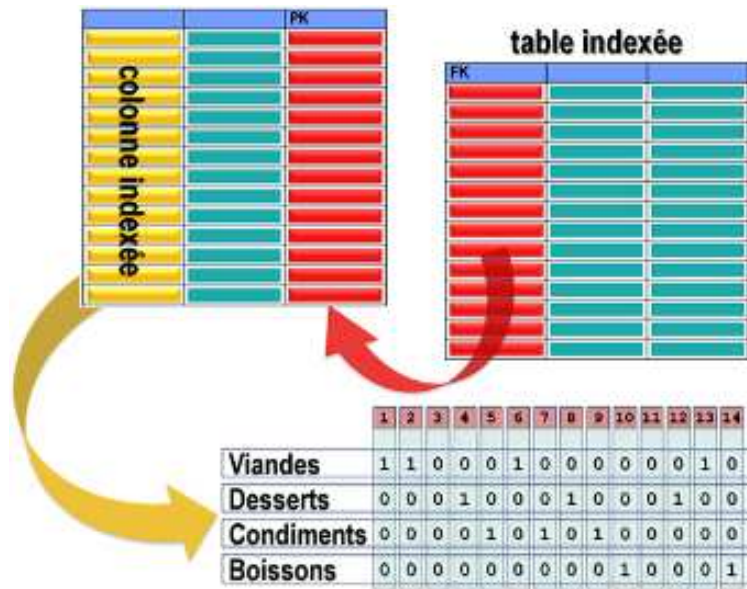 PK
table indexée
FK
colonne indexée
1 2 3 4 5 6 7 8 9 10 11 12 13 14
Viandes 1 1 0 0 0 1 0 0 0 0 0 0 1 0
Desserts 0 0 0 1 0 0 0 1 0 0 0 1 0 0
Condiments 0 0 0 0 1 0 1 0 1 0 0 0 0 0
Boissons 0 0 0 0 0 0 0 0 0 1 0 0 0 1